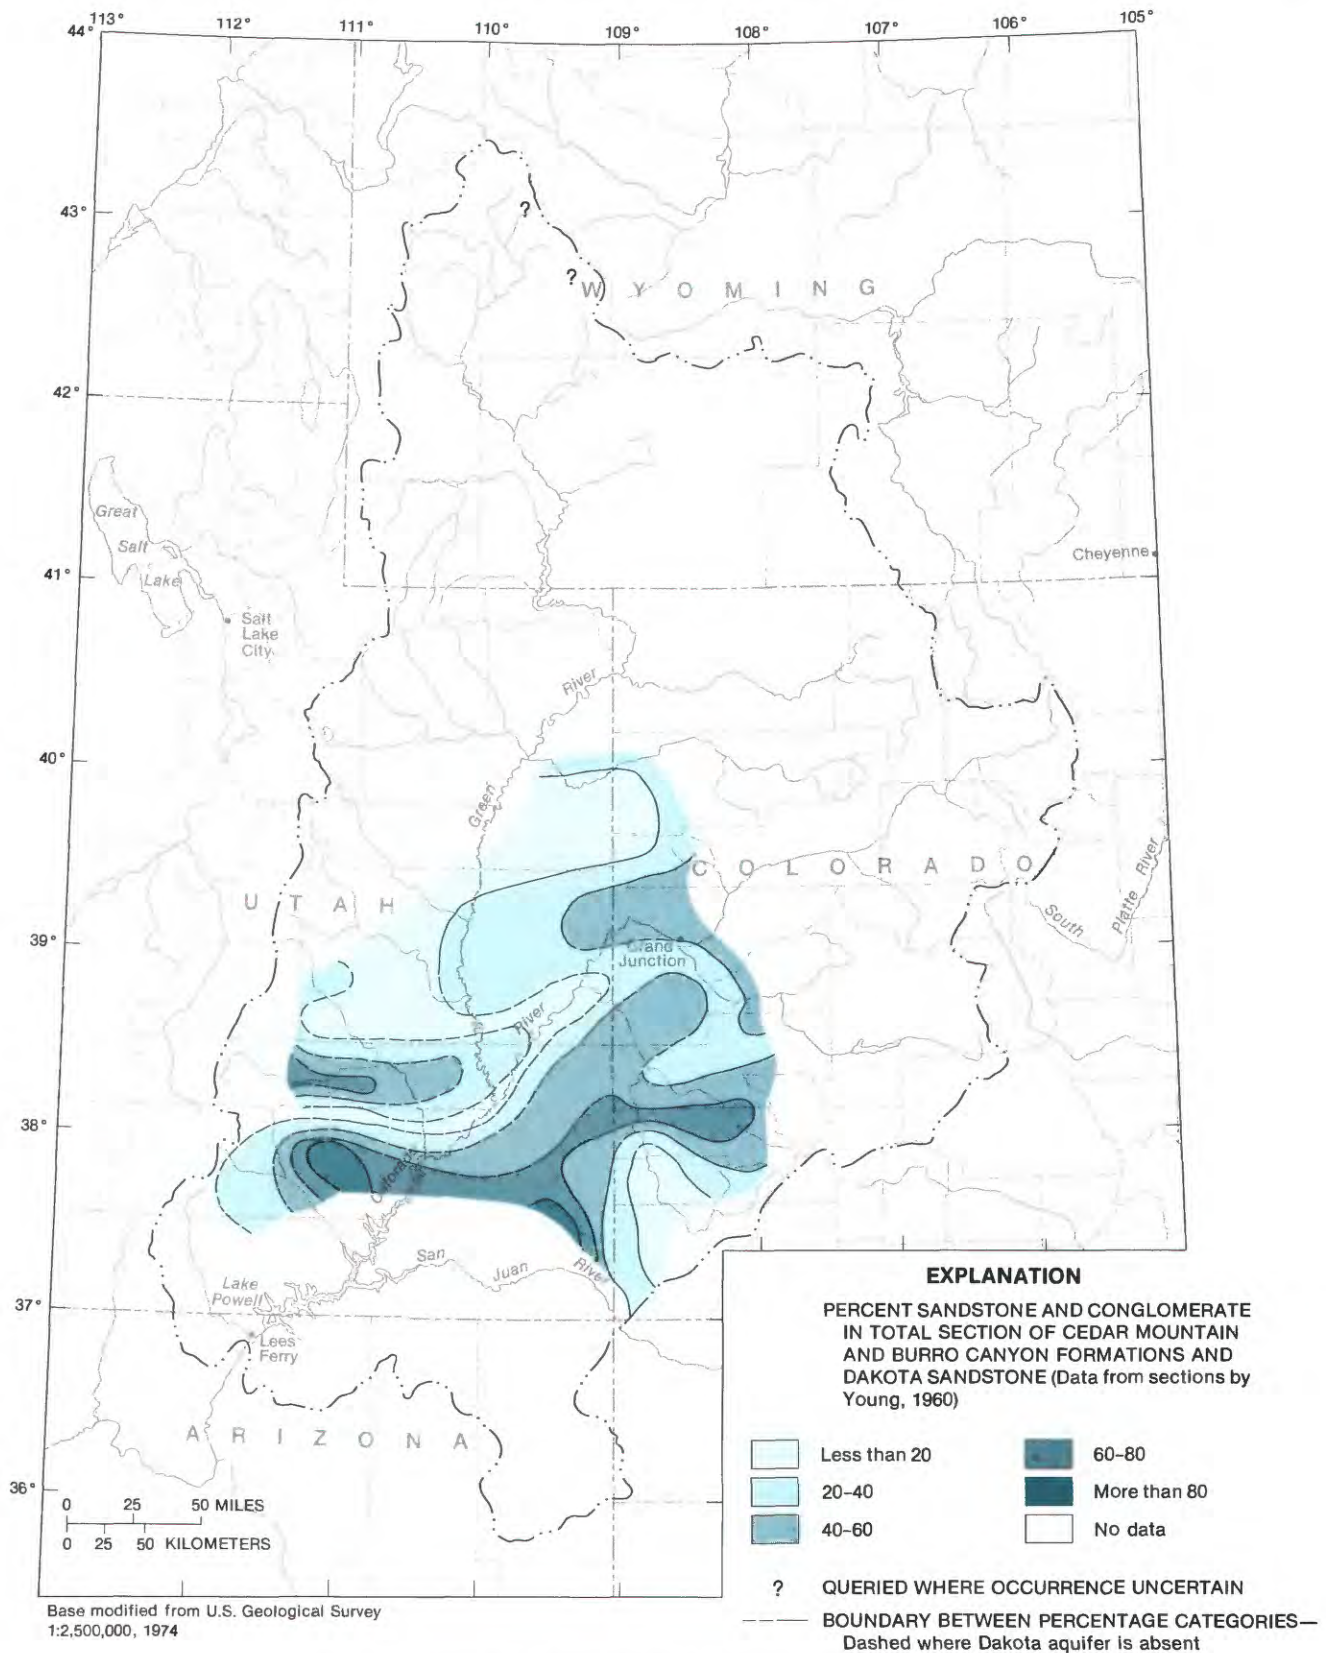 113°
112°
111°
110°
109°
108°
107°
106°
105°
44°
43°
42°
41°
40°
39°
38°
37°
36°
WYOMING
Great
Salt
Lake
Salt
Lake
City
Cheyenne
River
Green
COLORADO
UTAH
Platte River
South
Grand
Junction
River
Colorado
San
Juan
River
Lake
Powell
Lees
Ferry
ARIZONA
?
?
0 25 50 MILES
0 25 50 KILOMETERS
Base modified from U.S. Geological Survey
1:2,500,000, 1974
EXPLANATION
PERCENT SANDSTONE AND CONGLOMERATE
IN TOTAL SECTION OF CEDAR MOUNTAIN
AND BURRO CANYON FORMATIONS AND
DAKOTA SANDSTONE (Data from sections by
Young, 1960)
Less than 20
20–40
40–60
60–80
More than 80
No data
? QUERIED WHERE OCCURRENCE UNCERTAIN
BOUNDARY BETWEEN PERCENTAGE CATEGORIES—
Dashed where Dakota aquifer is absent